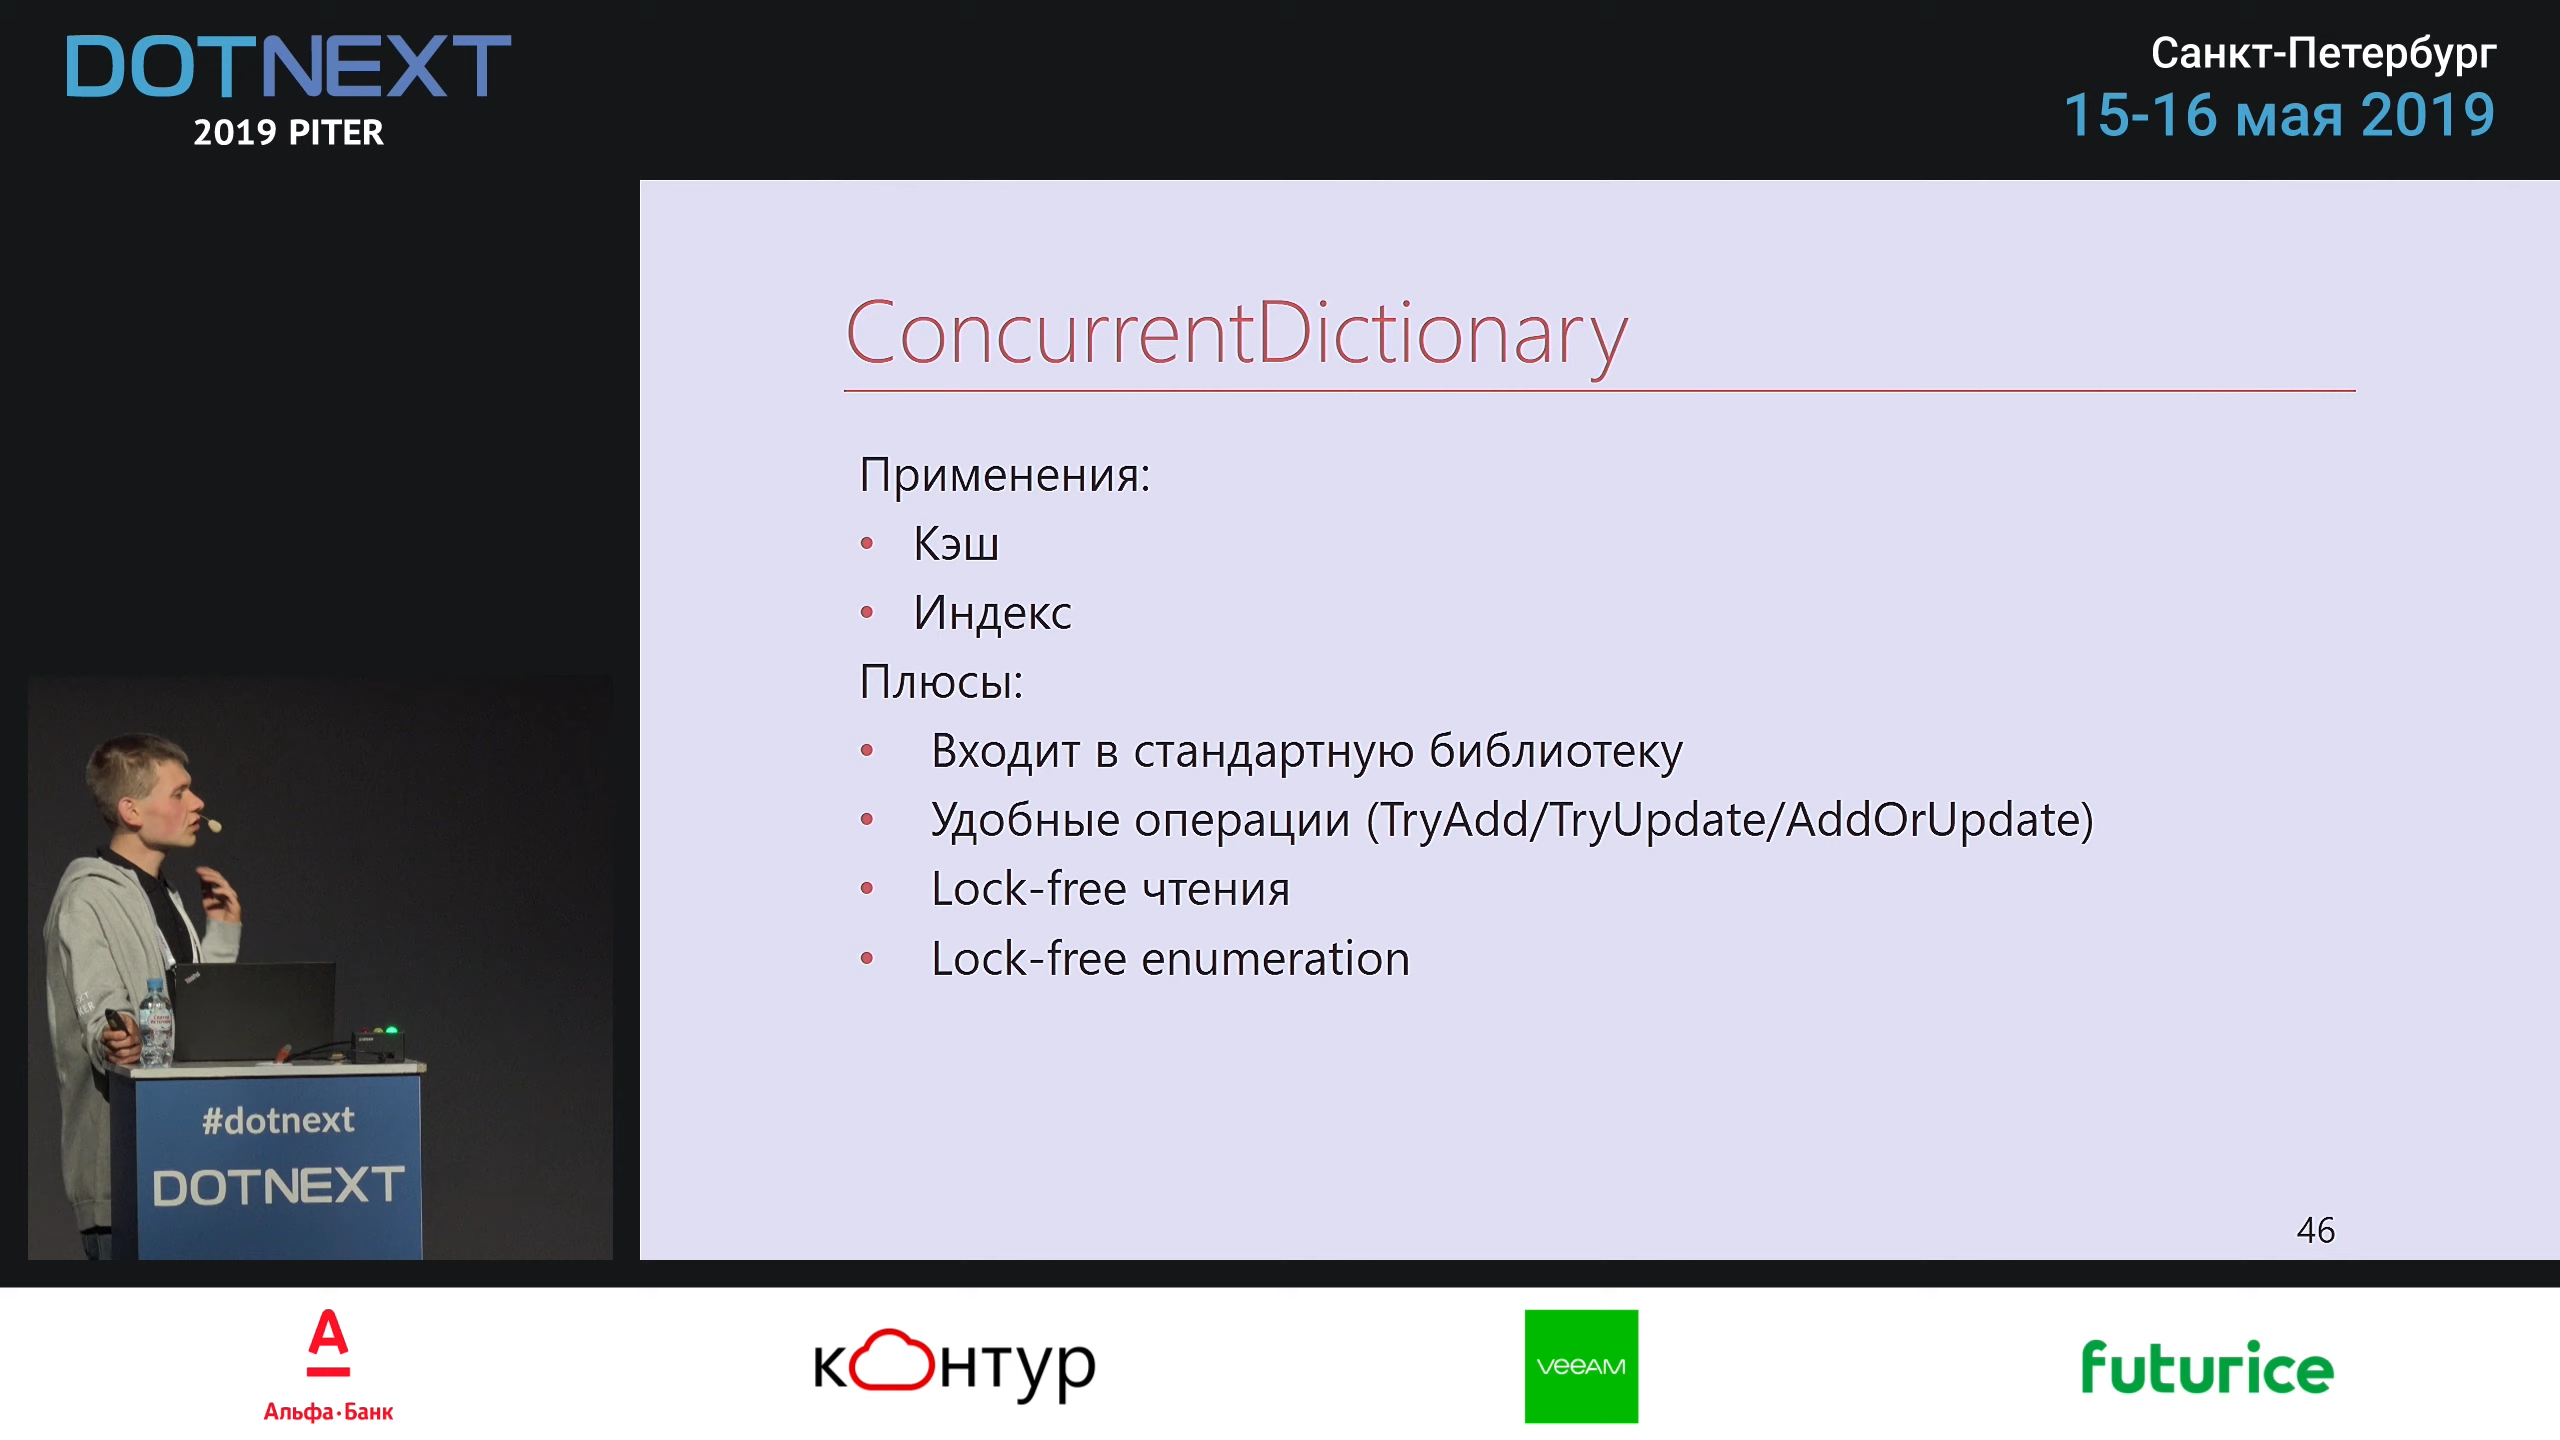 DOTNEXT
2019 PITER
Санкт-Петербург
15-16 мая 2019
ConcurrentDictionary
Применения:
• Кэш
• Индекс
Плюсы:
• Входит в стандартную библиотеку
• Удобные операции (TryAdd/TryUpdate/AddOrUpdate)
• Lock-free чтения
• Lock-free enumeration
46
#dotnext
DOTNEXT
А
Альфа·Банк
контур
veeAM
futurice